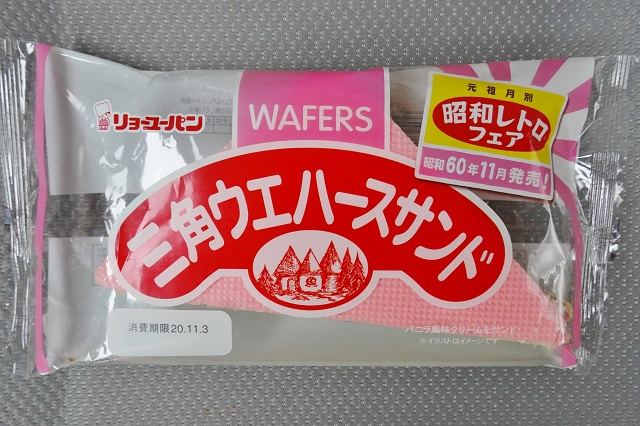 リョーユーパン
WAFERS
元祖月別
昭和レトロ
フェア
昭和60年11月発売!
三角ウエハースサンド
消費期限20.11.3
バニラ風味クリームをサンド
※イラストはイメージです